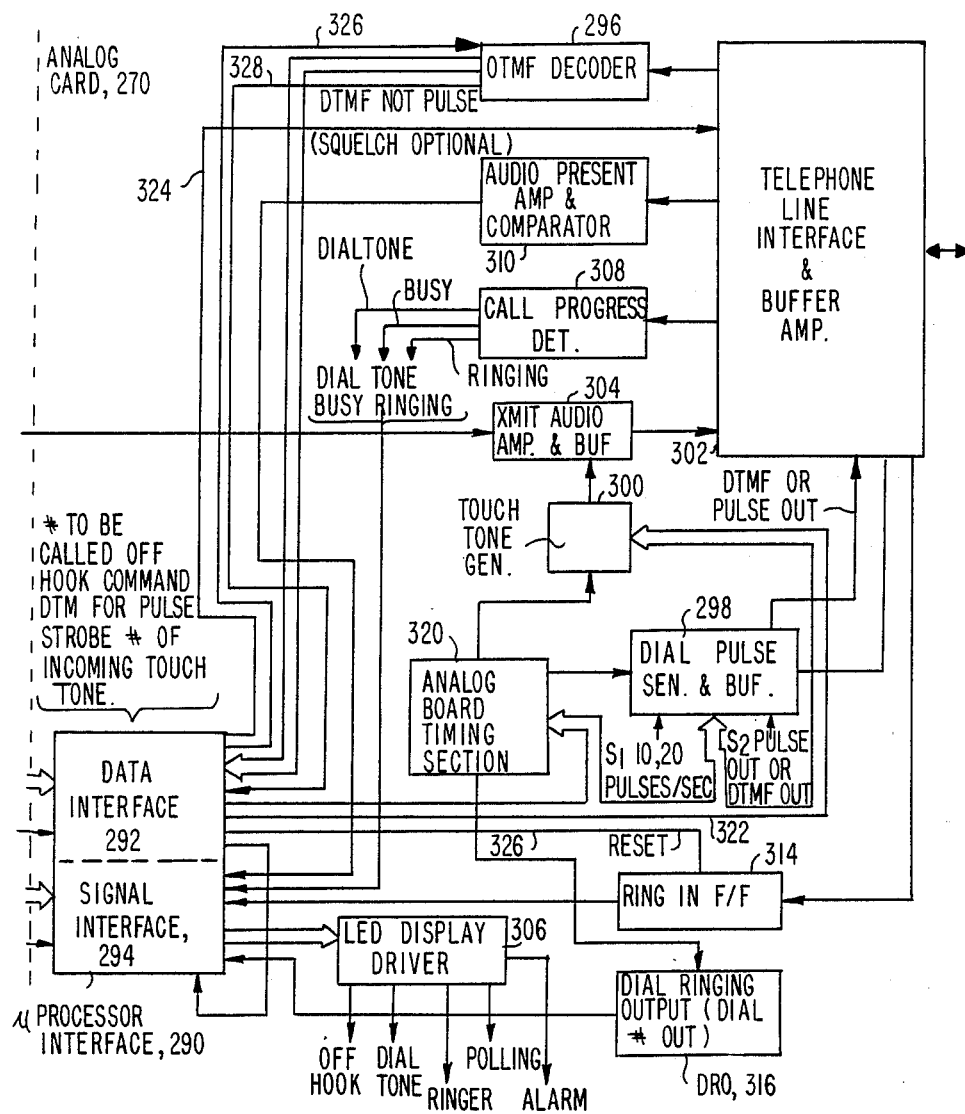 ANALOG
CARD, 270
326
296
OTMF DECODER
328
DTMF NOT PULSE
(SQUELCH OPTIONAL)
324
AUDIO PRESENT
AMP &
COMPARATOR
310
TELEPHONE
LINE
INTERFACE
&
BUFFER
AMP.
DIALTONE
BUSY
308
CALL PROGRESS
DET.
RINGING
DIAL TONE
BUSY RINGING
304
XMIT AUDIO
AMP. & BUF
302
300
TOUCH
TONE
GEN.
DTMF OR
PULSE OUT
# TO BE
CALLED OFF
HOOK COMMAND
DTM FOR PULSE
STROBE # OF
INCOMING TOUCH
TONE.
320
ANALOG
BOARD
TIMING
SECTION
298
DIAL PULSE
SEN. & BUF.
S1 10,20
PULSES/SEC
S2 PULSE
OUT OR
DTMF OUT
322
DATA
INTERFACE
292
SIGNAL
INTERFACE,
294
326
RESET
314
RING IN F/F
LED DISPLAY
DRIVER
306
DIAL RINGING
OUTPUT (DIAL
# OUT)
DRO, 316
μ PROCESSOR
INTERFACE, 290
OFF
HOOK
DIAL
TONE
RINGER
POLLING
ALARM